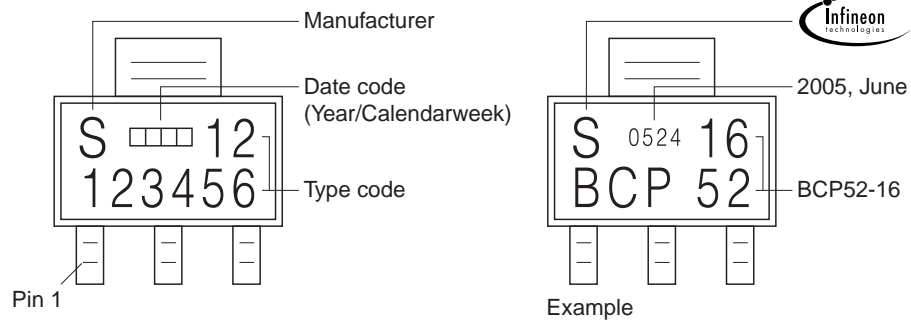 Manufacturer
Date code
(Year/Calendarweek)
S 12
123456
Type code
Pin 1
Infineon
technologies
2005, June
S 0524 16
BCP 52
BCP52-16
Example